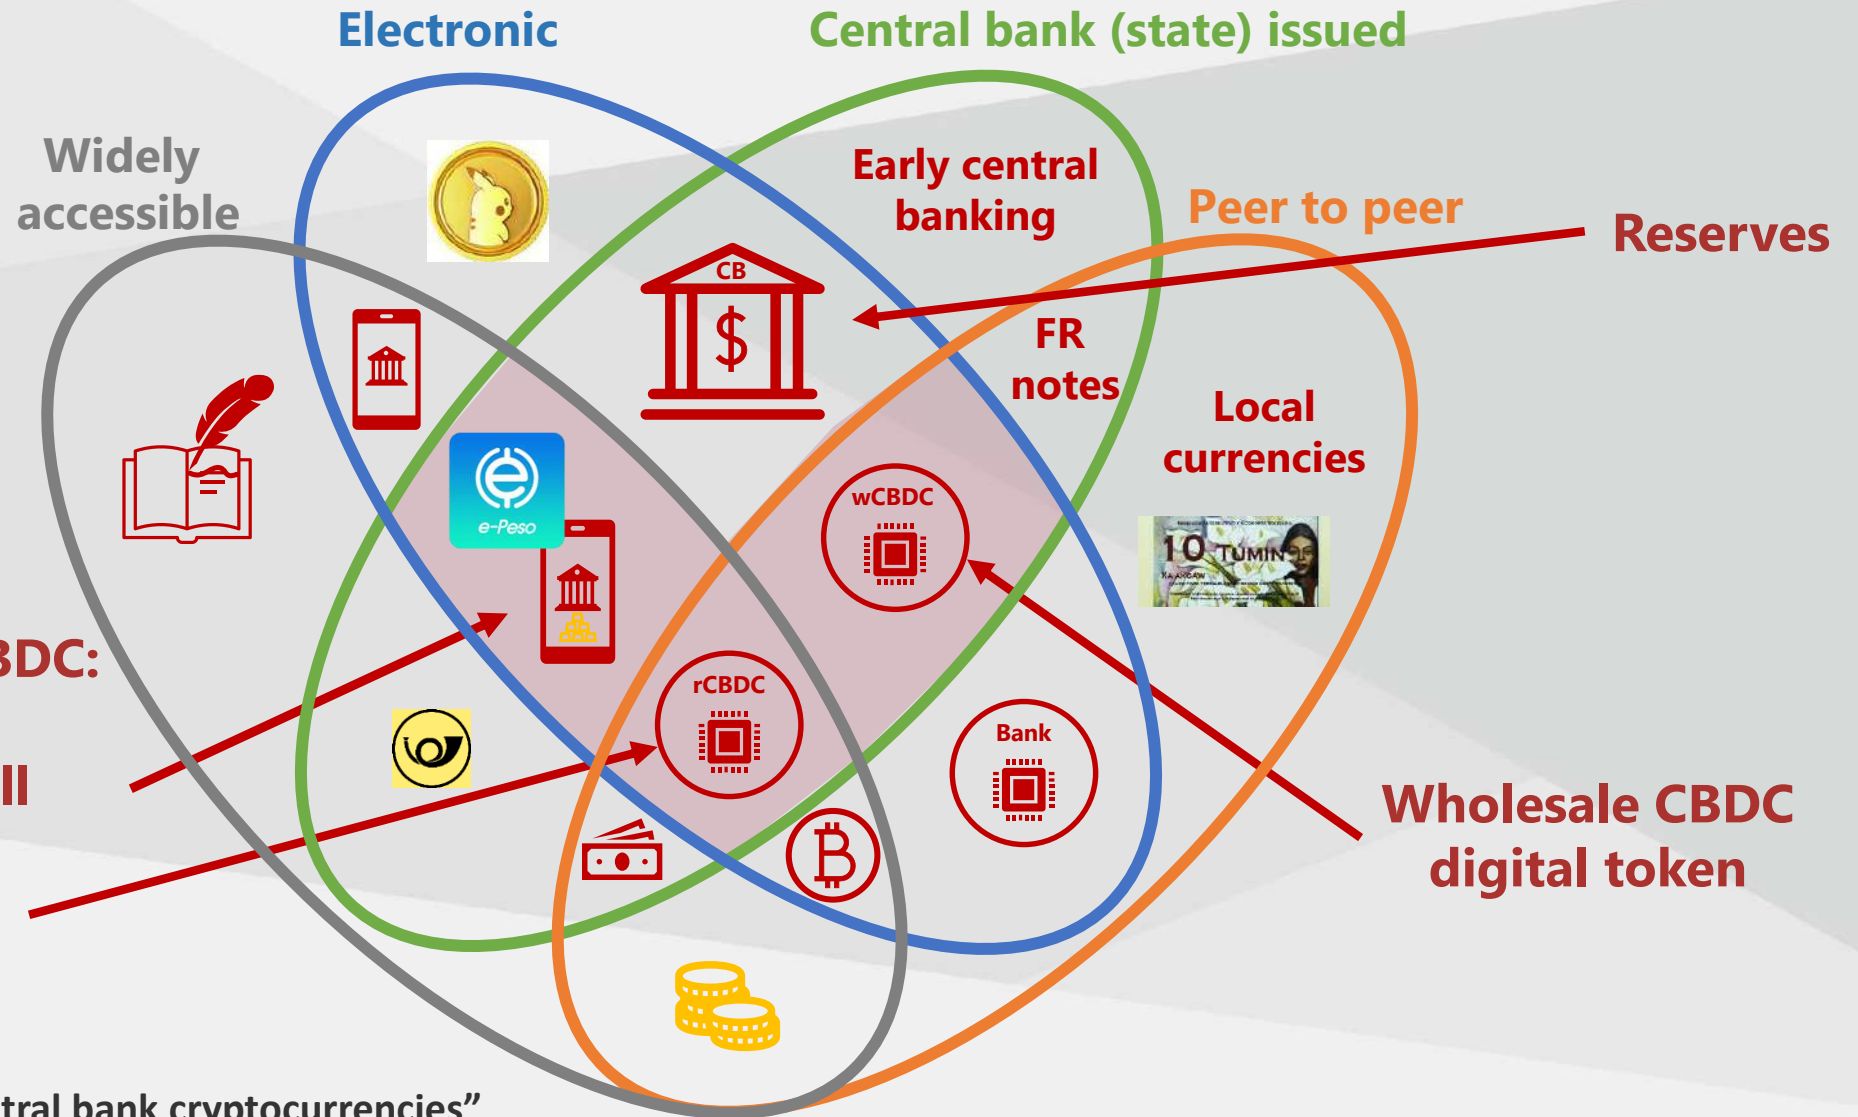 Electronic
Central bank (state) issued
Widely
accessible
Early central
banking
Peer to peer
Reserves
CB
$
FR
notes
Local
currencies
e-Peso
wCBDC
10 TUMIN
BDC:
rCBDC
Bank
ll
Wholesale CBDC
digital token
tral bank cryptocurrencies”